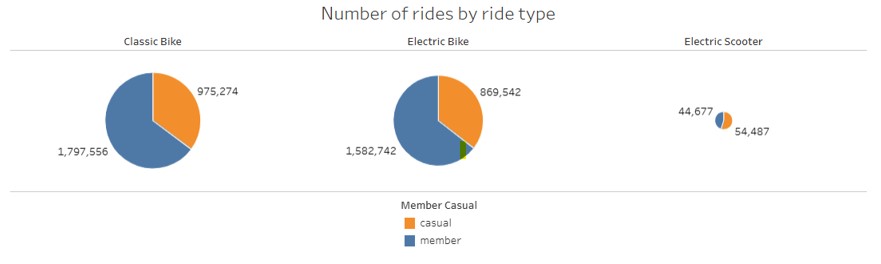 Number of rides by ride type
Classic Bike
Electric Bike
Electric Scooter
975,274
1,797,556
869,542
1,582,742
44,677
54,487
Member Casual
casual
member